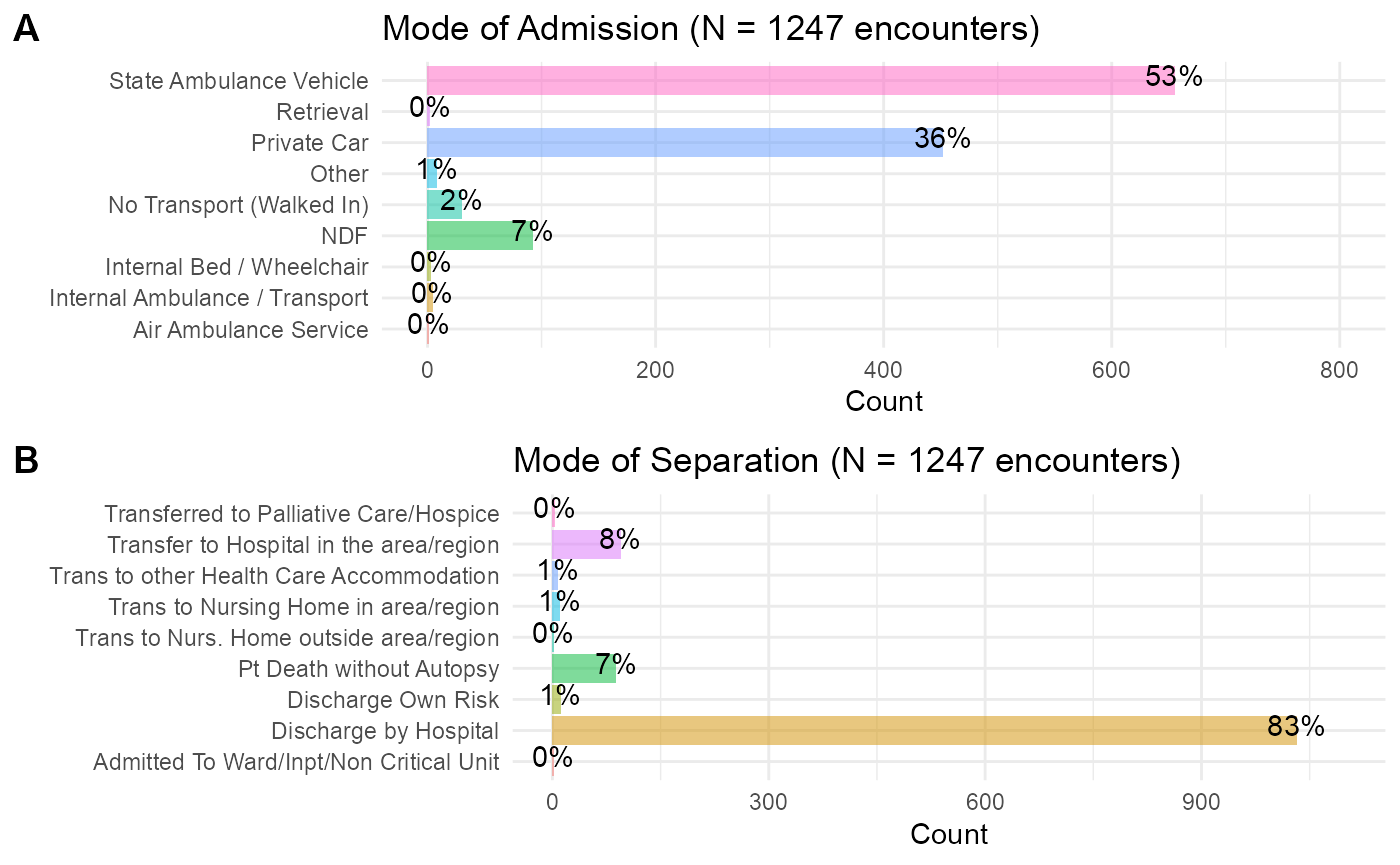 A
Mode of Admission (N = 1247 encounters)
State Ambulance Vehicle 53%
Retrieval 0%
Private Car 36%
Other 1%
No Transport (Walked In) 2%
NDF 7%
Internal Bed / Wheelchair 0%
Internal Ambulance / Transport 0%
Air Ambulance Service 0%
0 200 400 600 800
Count
B
Mode of Separation (N = 1247 encounters)
Transferred to Palliative Care/Hospice 0%
Transfer to Hospital in the area/region 8%
Trans to other Health Care Accommodation 1%
Trans to Nursing Home in area/region 1%
Trans to Nurs. Home outside area/region 0%
Pt Death without Autopsy 7%
Discharge Own Risk 1%
Discharge by Hospital 83%
Admitted To Ward/Inpt/Non Critical Unit 0%
0 300 600 900
Count